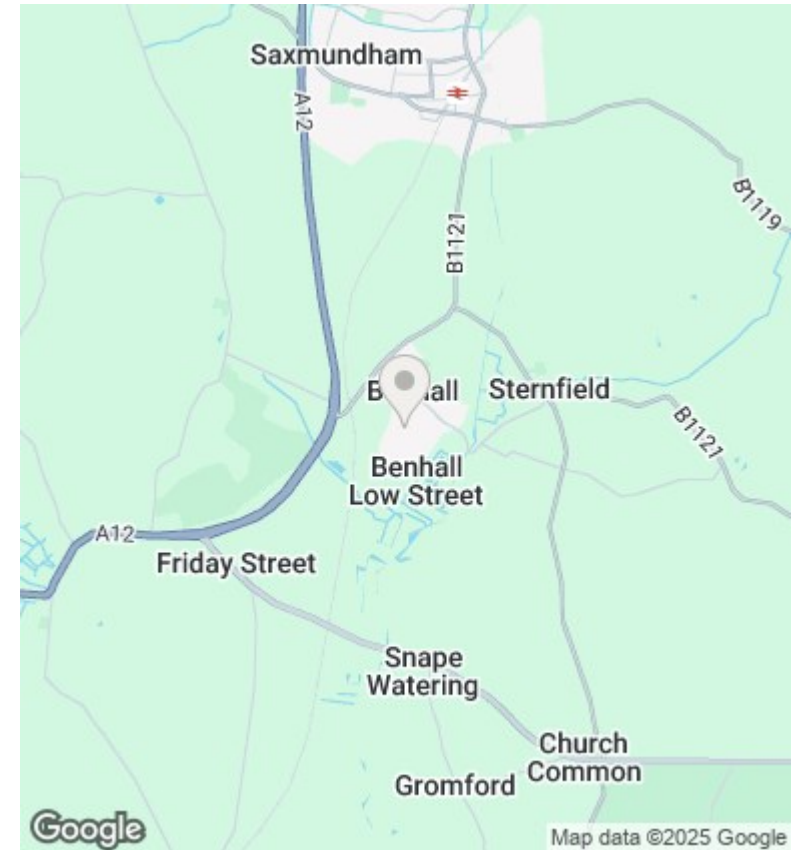 Saxmundham
A12
B1119
B1121
Sternfield
B1121
Benhall
Low Street
A12
Friday Street
Snape
Watering
Church
Common
Gromford
Google
Map data ©2025 Google